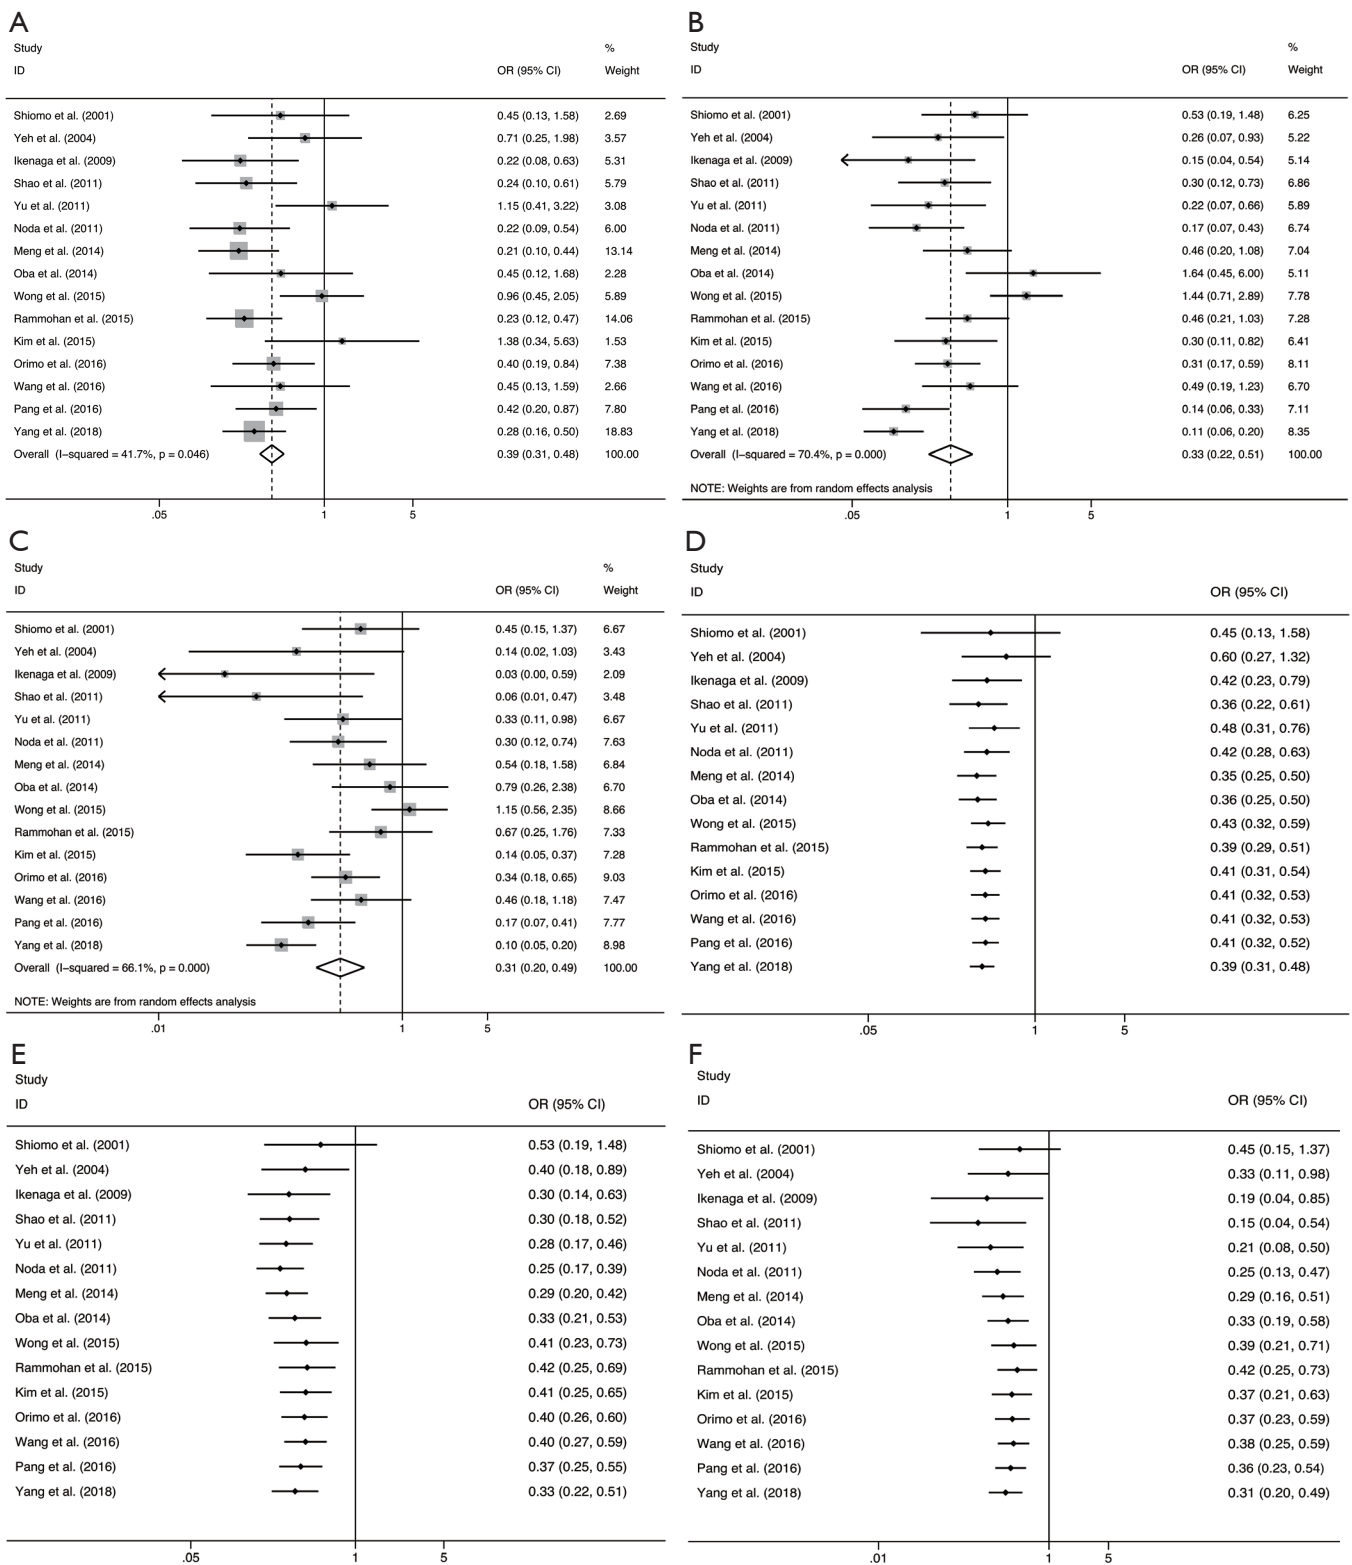 A
Study %
ID OR (95% CI) Weight
Shiomo et al. (2001) 0.45 (0.13, 1.58) 2.69
Yeh et al. (2004) 0.71 (0.25, 1.98) 3.57
Ikenaga et al. (2009) 0.22 (0.08, 0.63) 5.31
Shao et al. (2011) 0.24 (0.10, 0.61) 5.79
Yu et al. (2011) 1.15 (0.41, 3.22) 3.08
Noda et al. (2011) 0.22 (0.09, 0.54) 6.00
Meng et al. (2014) 0.21 (0.10, 0.44) 13.14
Oba et al. (2014) 0.45 (0.12, 1.68) 2.28
Wong et al. (2015) 0.96 (0.45, 2.05) 5.89
Rammohan et al. (2015) 0.23 (0.12, 0.47) 14.06
Kim et al. (2015) 1.38 (0.34, 5.63) 1.53
Orimo et al. (2016) 0.40 (0.19, 0.84) 7.38
Wang et al. (2016) 0.45 (0.13, 1.59) 2.66
Pang et al. (2016) 0.42 (0.20, 0.87) 7.80
Yang et al. (2018) 0.28 (0.16, 0.50) 18.83
Overall (I−squared = 41.7%, p = 0.046) 0.39 (0.31, 0.48) 100.00
.05 1 5
B
Study %
ID OR (95% CI) Weight
Shiomo et al. (2001) 0.53 (0.19, 1.48) 6.25
Yeh et al. (2004) 0.26 (0.07, 0.93) 5.22
Ikenaga et al. (2009) 0.15 (0.04, 0.54) 5.14
Shao et al. (2011) 0.30 (0.12, 0.73) 6.86
Yu et al. (2011) 0.22 (0.07, 0.66) 5.89
Noda et al. (2011) 0.17 (0.07, 0.43) 6.74
Meng et al. (2014) 0.46 (0.20, 1.08) 7.04
Oba et al. (2014) 1.64 (0.45, 6.00) 5.11
Wong et al. (2015) 1.44 (0.71, 2.89) 7.78
Rammohan et al. (2015) 0.46 (0.21, 1.03) 7.28
Kim et al. (2015) 0.30 (0.11, 0.82) 6.41
Orimo et al. (2016) 0.31 (0.17, 0.59) 8.11
Wang et al. (2016) 0.49 (0.19, 1.23) 6.70
Pang et al. (2016) 0.14 (0.06, 0.33) 7.11
Yang et al. (2018) 0.11 (0.06, 0.20) 8.35
Overall (I−squared = 70.4%, p = 0.000) 0.33 (0.22, 0.51) 100.00
NOTE: Weights are from random effects analysis
.05 1 5
C
Study %
ID OR (95% CI) Weight
Shiomo et al. (2001) 0.45 (0.15, 1.37) 6.67
Yeh et al. (2004) 0.14 (0.02, 1.03) 3.43
Ikenaga et al. (2009) 0.03 (0.00, 0.59) 2.09
Shao et al. (2011) 0.06 (0.01, 0.47) 3.48
Yu et al. (2011) 0.33 (0.11, 0.98) 6.67
Noda et al. (2011) 0.30 (0.12, 0.74) 7.63
Meng et al. (2014) 0.54 (0.18, 1.58) 6.84
Oba et al. (2014) 0.79 (0.26, 2.38) 6.70
Wong et al. (2015) 1.15 (0.56, 2.35) 8.66
Rammohan et al. (2015) 0.67 (0.25, 1.76) 7.33
Kim et al. (2015) 0.14 (0.05, 0.37) 7.28
Orimo et al. (2016) 0.34 (0.18, 0.65) 9.03
Wang et al. (2016) 0.46 (0.18, 1.18) 7.47
Pang et al. (2016) 0.17 (0.07, 0.41) 7.77
Yang et al. (2018) 0.10 (0.05, 0.20) 8.98
Overall (I−squared = 66.1%, p = 0.000) 0.31 (0.20, 0.49) 100.00
NOTE: Weights are from random effects analysis
.01 1 5
D
Study
ID OR (95% CI)
Shiomo et al. (2001) 0.45 (0.13, 1.58)
Yeh et al. (2004) 0.60 (0.27, 1.32)
Ikenaga et al. (2009) 0.42 (0.23, 0.79)
Shao et al. (2011) 0.36 (0.22, 0.61)
Yu et al. (2011) 0.48 (0.31, 0.76)
Noda et al. (2011) 0.42 (0.28, 0.63)
Meng et al. (2014) 0.35 (0.25, 0.50)
Oba et al. (2014) 0.36 (0.25, 0.50)
Wong et al. (2015) 0.43 (0.32, 0.59)
Rammohan et al. (2015) 0.39 (0.29, 0.51)
Kim et al. (2015) 0.41 (0.31, 0.54)
Orimo et al. (2016) 0.41 (0.32, 0.53)
Wang et al. (2016) 0.41 (0.32, 0.53)
Pang et al. (2016) 0.41 (0.32, 0.52)
Yang et al. (2018) 0.39 (0.31, 0.48)
.05 1 5
E
Study
ID OR (95% CI)
Shiomo et al. (2001) 0.53 (0.19, 1.48)
Yeh et al. (2004) 0.40 (0.18, 0.89)
Ikenaga et al. (2009) 0.30 (0.14, 0.63)
Shao et al. (2011) 0.30 (0.18, 0.52)
Yu et al. (2011) 0.28 (0.17, 0.46)
Noda et al. (2011) 0.25 (0.17, 0.39)
Meng et al. (2014) 0.29 (0.20, 0.42)
Oba et al. (2014) 0.33 (0.21, 0.53)
Wong et al. (2015) 0.41 (0.23, 0.73)
Rammohan et al. (2015) 0.42 (0.25, 0.69)
Kim et al. (2015) 0.41 (0.25, 0.65)
Orimo et al. (2016) 0.40 (0.26, 0.60)
Wang et al. (2016) 0.40 (0.27, 0.59)
Pang et al. (2016) 0.37 (0.25, 0.55)
Yang et al. (2018) 0.33 (0.22, 0.51)
.05 1 5
F
Study
ID OR (95% CI)
Shiomo et al. (2001) 0.45 (0.15, 1.37)
Yeh et al. (2004) 0.33 (0.11, 0.98)
Ikenaga et al. (2009) 0.19 (0.04, 0.85)
Shao et al. (2011) 0.15 (0.04, 0.54)
Yu et al. (2011) 0.21 (0.08, 0.50)
Noda et al. (2011) 0.25 (0.13, 0.47)
Meng et al. (2014) 0.29 (0.16, 0.51)
Oba et al. (2014) 0.33 (0.19, 0.58)
Wong et al. (2015) 0.39 (0.21, 0.71)
Rammohan et al. (2015) 0.42 (0.25, 0.73)
Kim et al. (2015) 0.37 (0.21, 0.63)
Orimo et al. (2016) 0.37 (0.23, 0.59)
Wang et al. (2016) 0.38 (0.25, 0.59)
Pang et al. (2016) 0.36 (0.23, 0.54)
Yang et al. (2018) 0.31 (0.20, 0.49)
.01 1 5